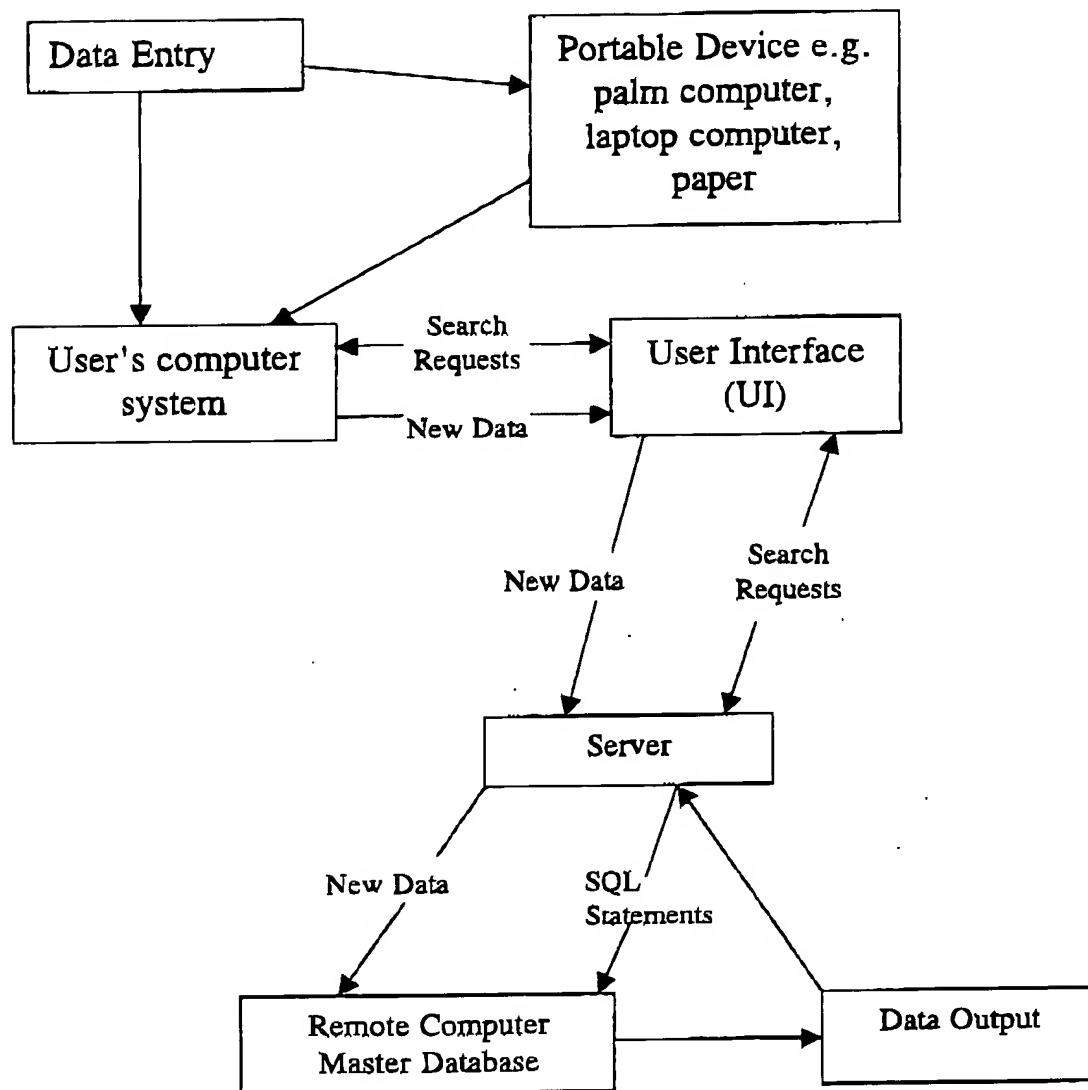 Data Entry
Portable Device e.g.
palm computer,
laptop computer,
paper
User's computer
system
Search
Requests
New Data
User Interface
(UI)
New Data
Search
Requests
Server
New Data
SQL
Statements
Remote Computer
Master Database
Data Output